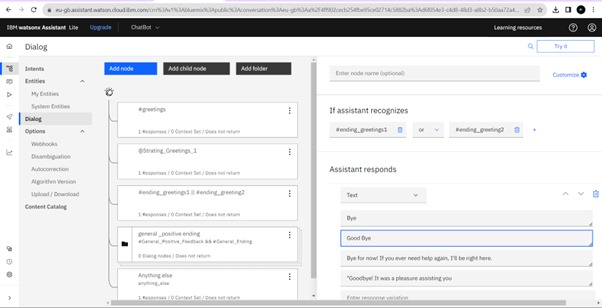 eu-gb.assistant.watson.cloud.ibm.com/crn%3Av1%3Abluemix%3Apublic%3Aconversation%3Aeu-gb%3Aa%2F4ff902cecb254fbe95ce02714c5882ba%3Ad6f054e3-c4d8-48d3-a8b2-b50aa72a4...
IBM watsonx Assistant Lite Upgrade ChatBot Learning resources
Dialog Try it
Intents
Entities
My Entities
System Entities
Dialog
Options
Webhooks
Disambiguation
Autocorrection
Algorithm Version
Upload / Download
Content Catalog
Add node Add child node Add folder
#greetings
1 Responses / 0 Context Set / Does not return
@Strating_Greetings_1
1 Responses / 0 Context Set / Does not return
#ending_greetings1 || #ending_greeting2
1 Responses / 0 Context Set / Does not return
general _positive ending
#General_Positive_Feedback && #General_Ending
0 Dialog nodes / Does not return
Anything else
anything_else
1 Responses / 0 Context Set / Does not return
Enter node name (optional) Customize
If assistant recognizes
#ending_greetings1 or #ending_greeting2 +
Assistant responds
Text
Bye
Good Bye
Bye for now! If you ever need help again, I'll be right here.
"Goodbye! It was a pleasure assisting you
Enter response variation